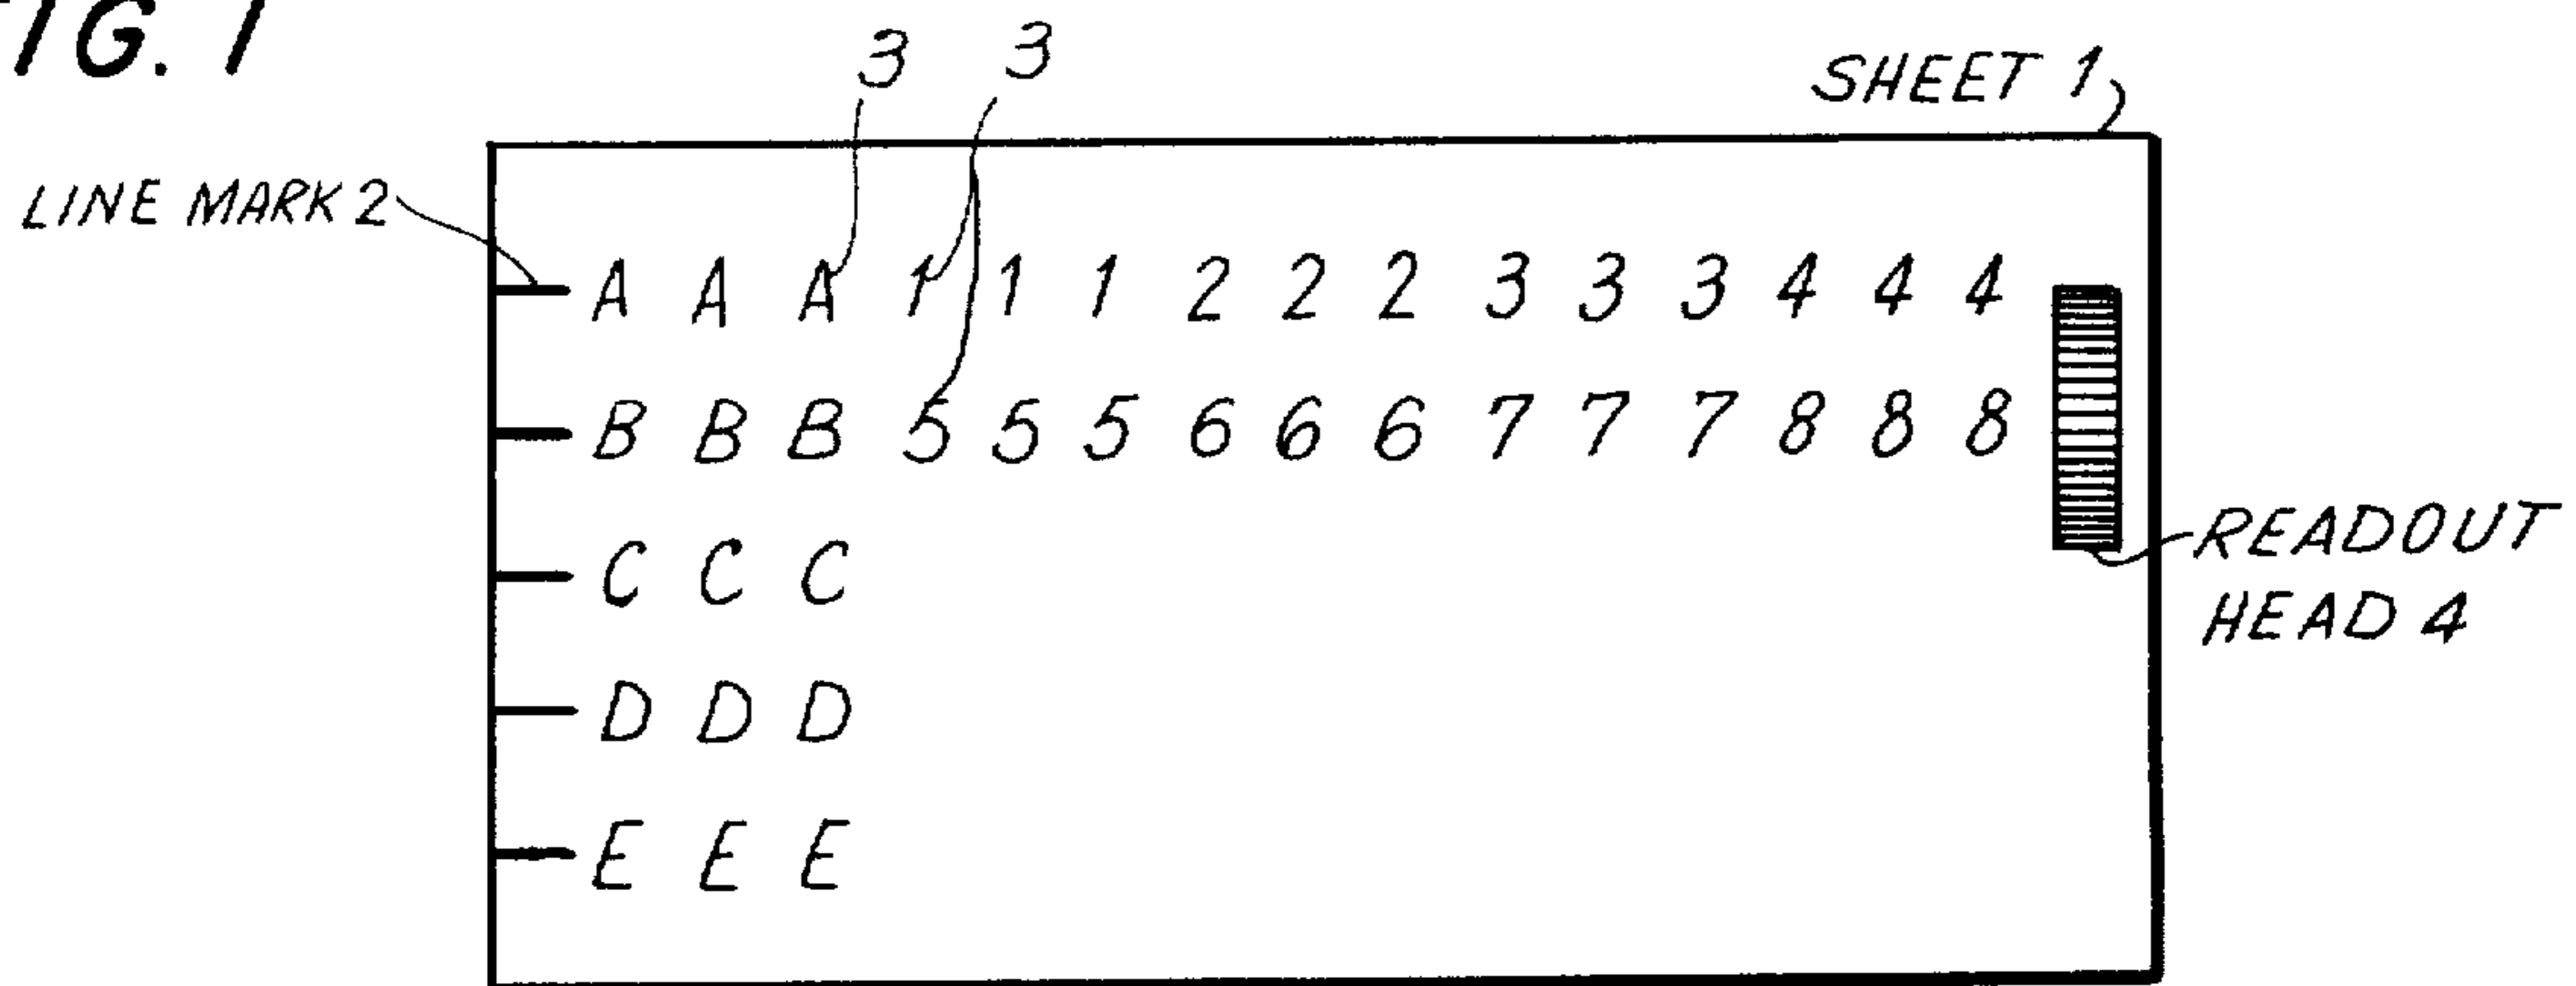 FIG. 1
3 3
SHEET 1
LINE MARK 2
A A A 1 1 1 2 2 2 3 3 3 4 4 4
B B B 5 5 5 6 6 6 7 7 7 8 8 8
READOUT
HEAD 4
C C C
D D D
E E E